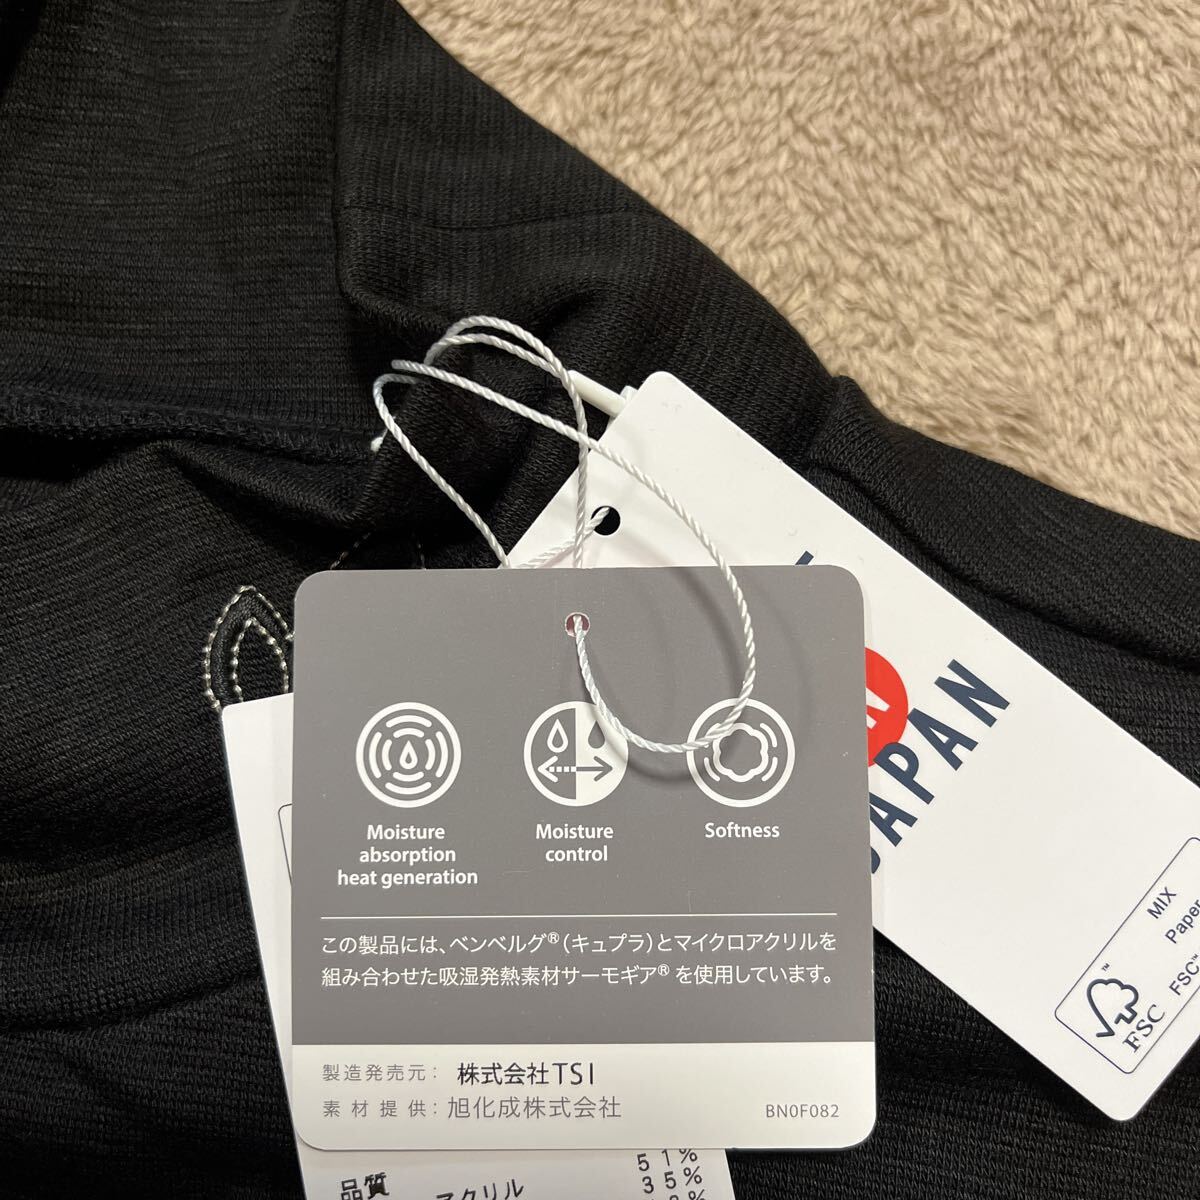 Moisture
absorption
heat generation
Moisture
control
Softness
この製品には、ベンベルグ®(キュプラ)とマイクロアクリルを
組み合わせた吸湿発熱素材サーモギア®を使用しています。
製造発売元: 株式会社TSI
素材提供: 旭化成株式会社
BN0F082
JAPAN
MIX
Paper
FSC™
FSC
51%
品質 アクリル 35%